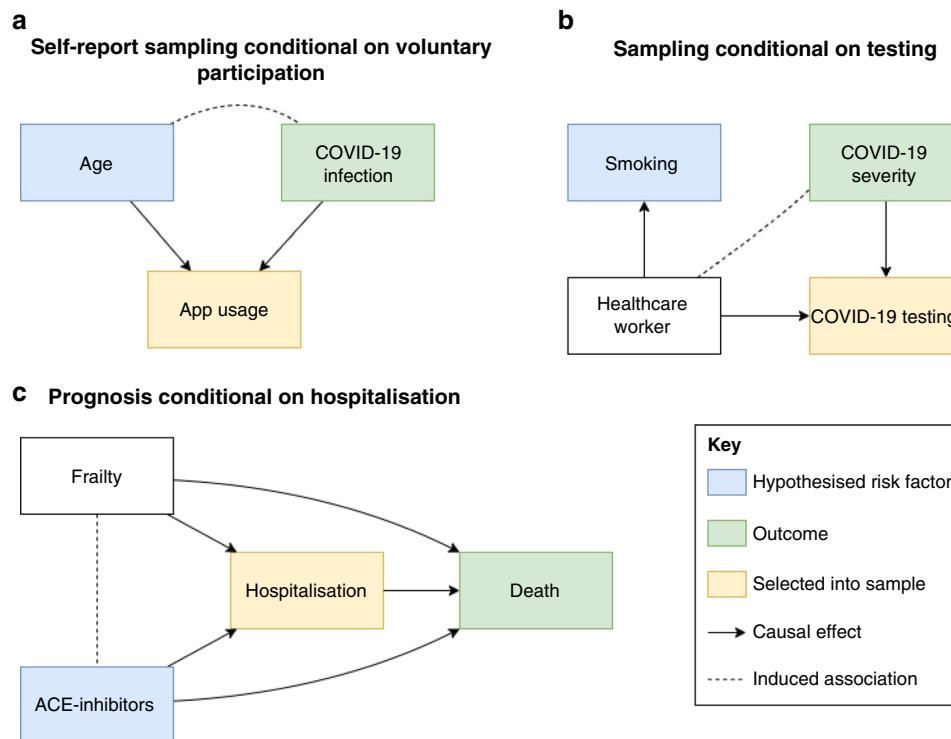 a
Self-report sampling conditional on voluntary
participation
Age
COVID-19
infection
App usage
b
Sampling conditional on testing
Smoking
COVID-19
severity
Healthcare
worker
COVID-19 testing
c Prognosis conditional on hospitalisation
Frailty
Hospitalisation
Death
ACE-inhibitors
Key
Hypothesised risk factor
Outcome
Selected into sample
Causal effect
Induced association